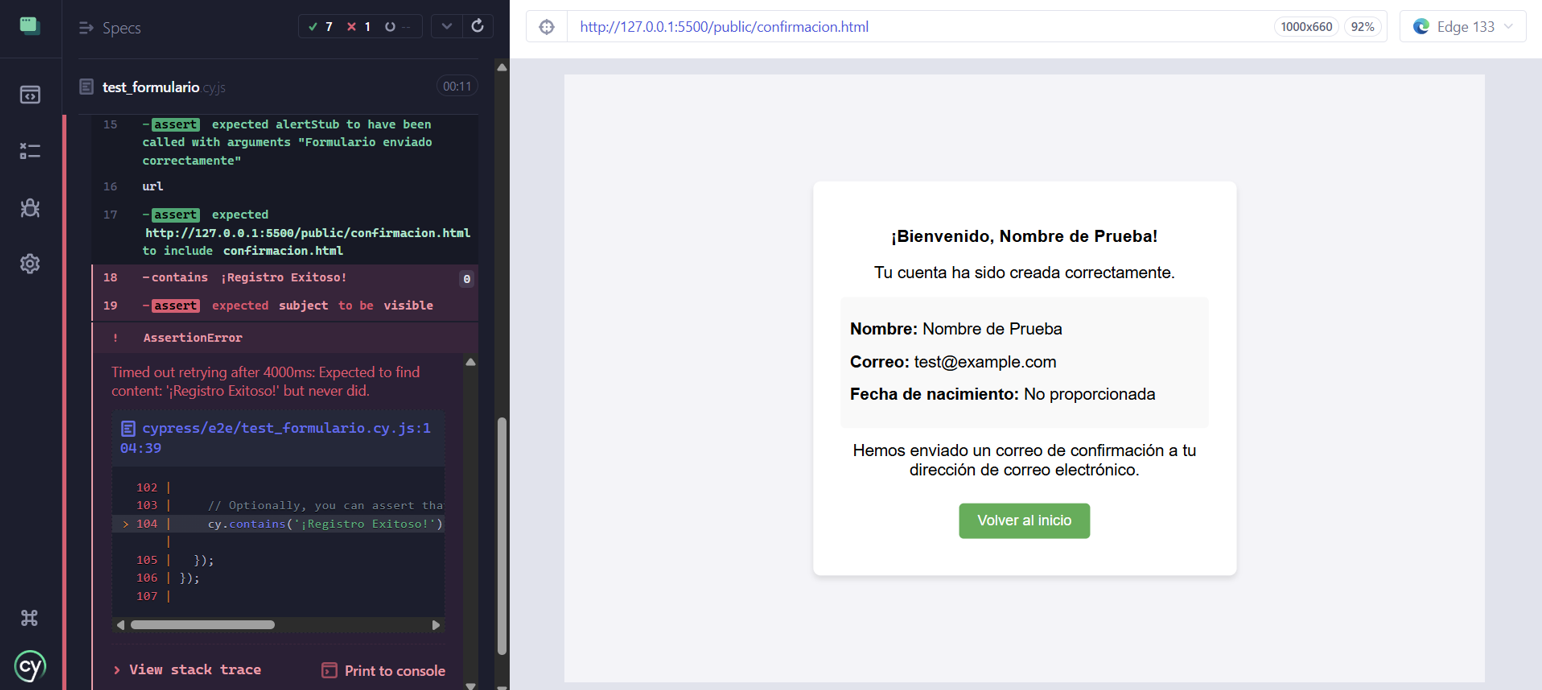 Specs
7 1 --
test_formulario.cy.js 00:11
15 -assert expected alertStub to have been
called with arguments "Formulario enviado
correctamente"
16 url
17 -assert expected
http://127.0.0.1:5500/public/confirmacion.html
to include confirmacion.html
18 -contains ¡Registro Exitoso! 0
19 -assert expected subject to be visible
! AssertionError
Timed out retrying after 4000ms: Expected to find
content: '¡Registro Exitoso!' but never did.
cypress/e2e/test_formulario.cy.js:1
04:39
102 |
103 | // Optionally, you can assert tha
> 104 | cy.contains('¡Registro Exitoso!')
|
105 | });
106 | });
107 |
> View stack trace
Print to console
cy
http://127.0.0.1:5500/public/confirmacion.html
1000x660 92%
Edge 133
¡Bienvenido, Nombre de Prueba!
Tu cuenta ha sido creada correctamente.
Nombre: Nombre de Prueba
Correo: test@example.com
Fecha de nacimiento: No proporcionada
Hemos enviado un correo de confirmación a tu
dirección de correo electrónico.
Volver al inicio